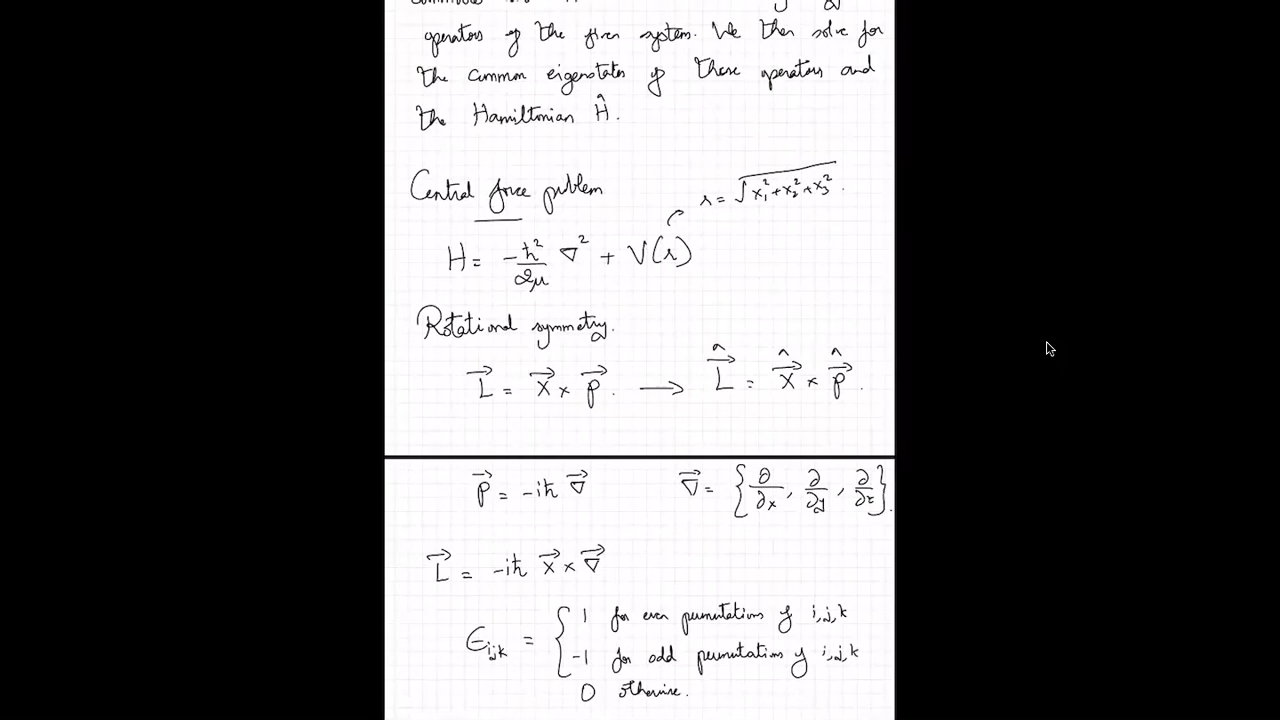 operators of the given system. We then solve for
the common eigenstates of these operators and
the Hamiltonian Ĥ.
Central force problem
r = √(x₁² + x₂² + x₃²).
H = -ħ²/2μ ∇² + V(r)
Rotational symmetry.
L⃗ = x⃗ × p⃗. ⟶ L⃗̂ = x⃗̂ × p⃗̂.
p⃗ = -iħ ∇⃗ ∇⃗ = {∂/∂x, ∂/∂y, ∂/∂z}.
L⃗ = -iħ x⃗ × ∇⃗
ϵᵢⱼₖ = { 1 for even permutations of i,j,k
-1 for odd permutations of i,j,k
0 otherwise.